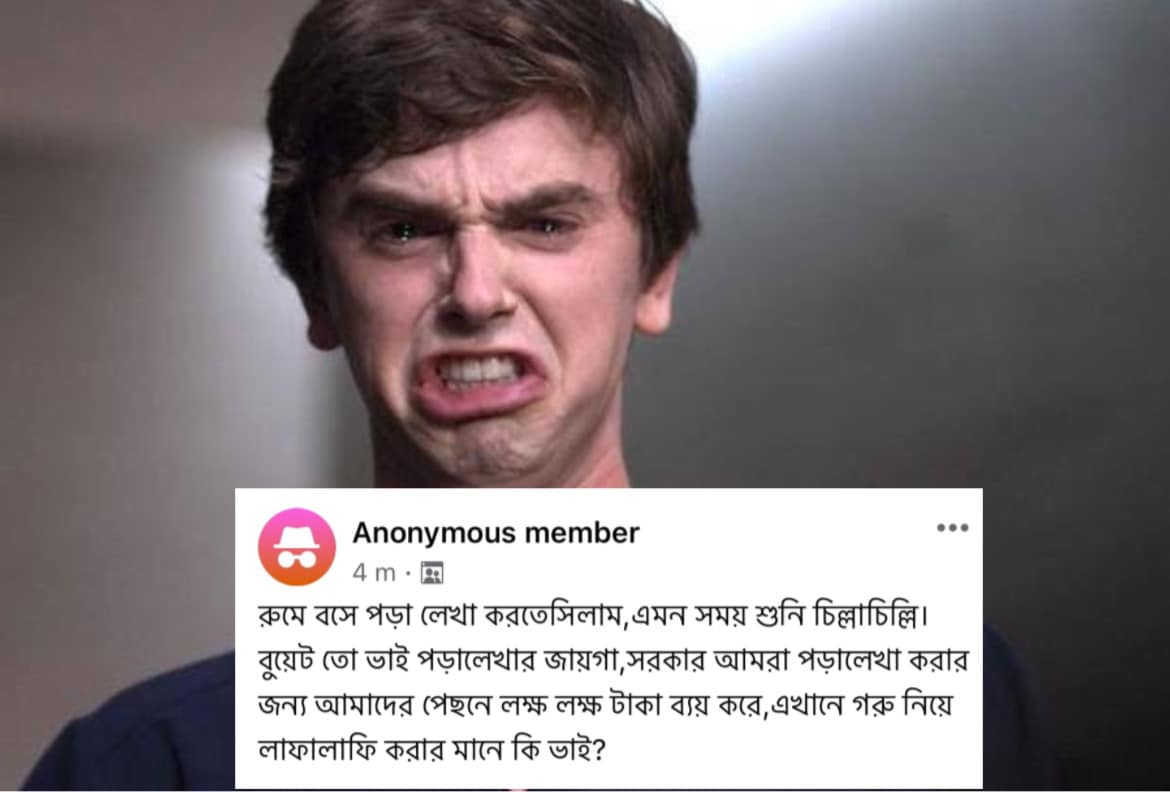 Anonymous member
4 m ·
রুমে বসে পড়া লেখা করতেসিলাম,এমন সময় শুনি চিল্লাচিল্লি।
বুয়েট তো ভাই পড়ালেখার জায়গা,সরকার আমরা পড়ালেখা করার
জন্য আমাদের পেছনে লক্ষ লক্ষ টাকা ব্যয় করে,এখানে গরু নিয়ে
লাফালাফি করার মানে কি ভাই?